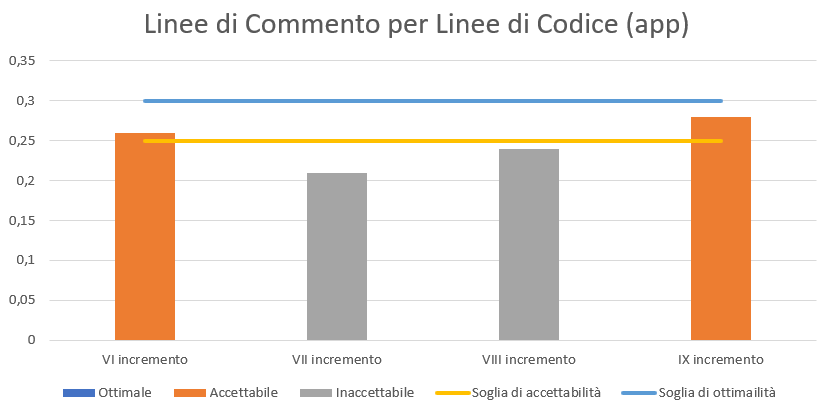 Linee di Commento per Linee di Codice (app)
0,35
0,3
0,25
0,2
0,15
0,1
0,05
0
VI incremento VII incremento VIII incremento IX incremento
Ottimale Accettabile Inaccettabile Soglia di accettabilità Soglia di ottimailità